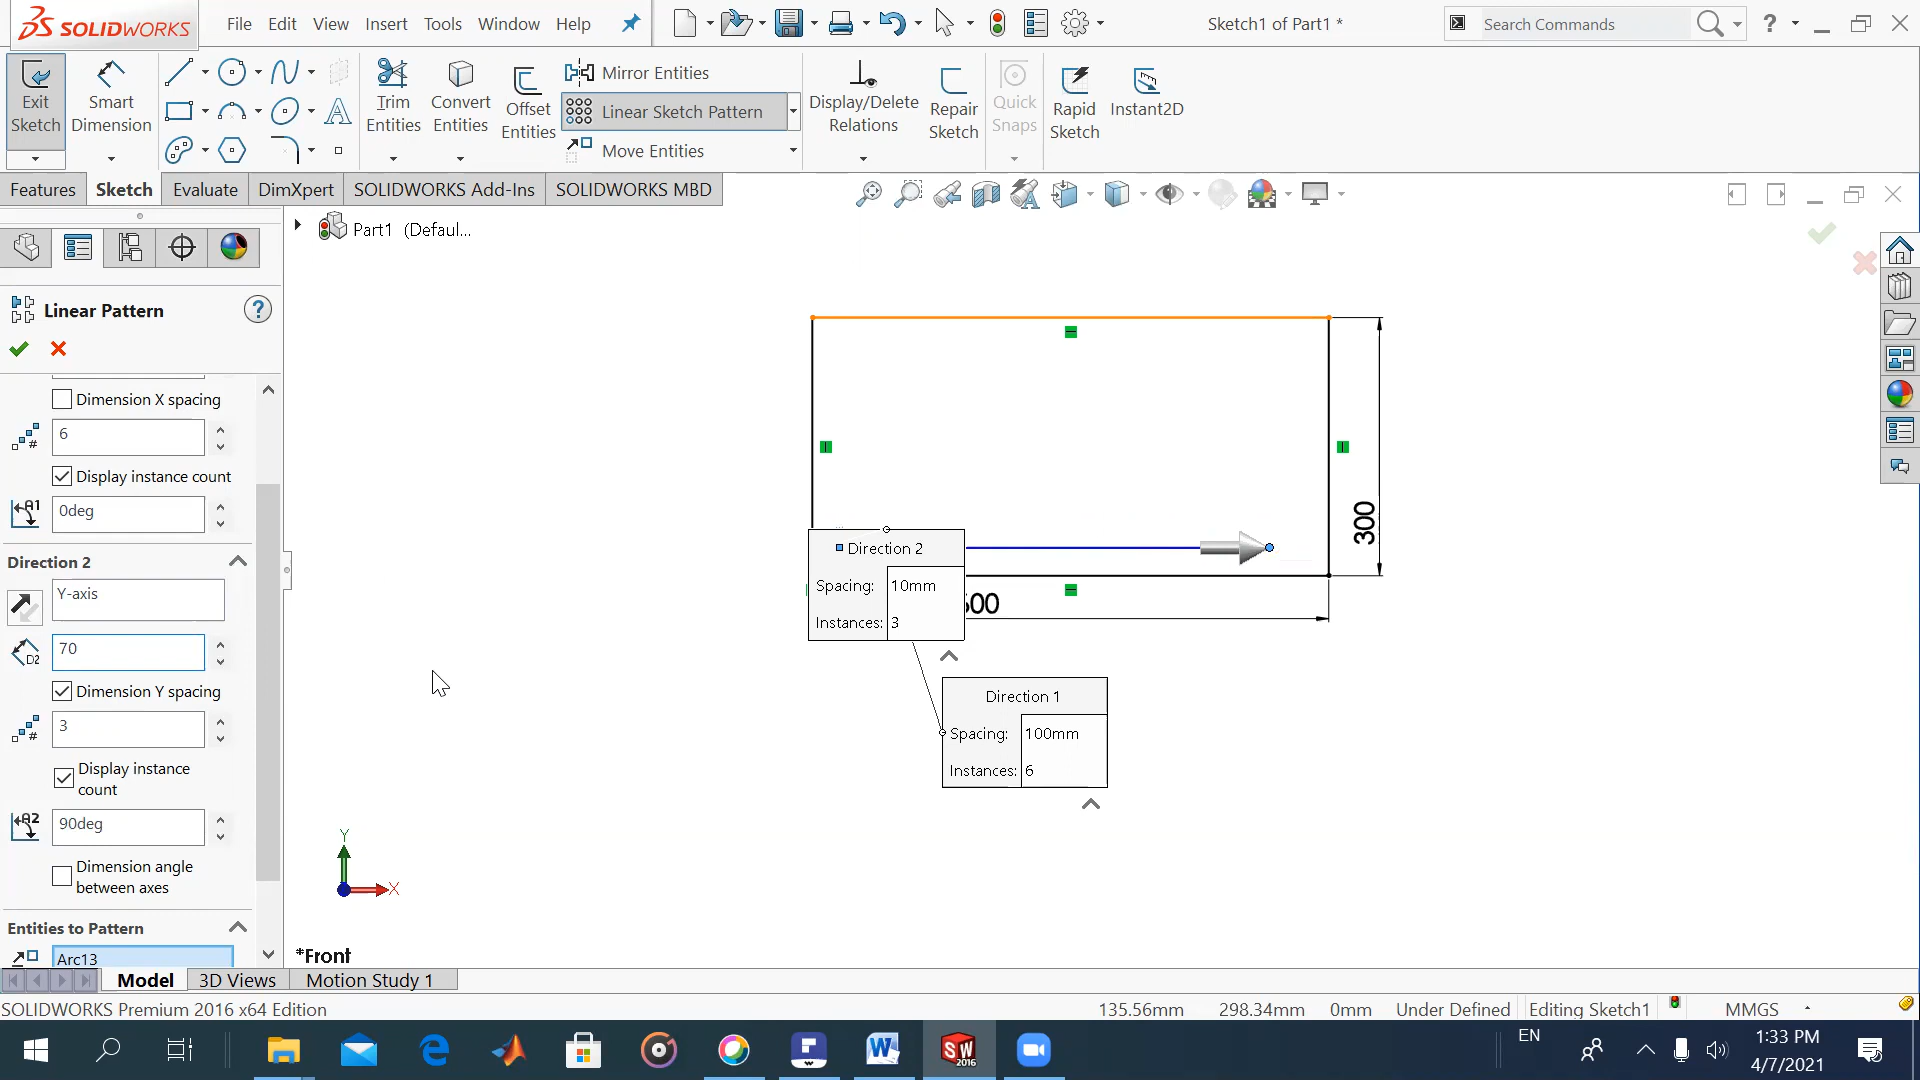 SOLIDWORKS
File Edit View Insert Tools Window Help
Sketch1 of Part1 *
Search Commands
?
Exit Sketch
Smart Dimension
Trim Entities
Convert Entities
Offset Entities
Mirror Entities
Linear Sketch Pattern
Move Entities
Display/Delete Relations
Repair Sketch
Quick Snaps
Rapid Sketch
Instant2D
Features Sketch Evaluate DimXpert SOLIDWORKS Add-Ins SOLIDWORKS MBD
Part1 (Defaul...
Linear Pattern
?
Dimension X spacing
6
Display instance count
A1
0deg
Direction 2
Y-axis
D2
70
Dimension Y spacing
3
Display instance
count
A2
90deg
Dimension angle
between axes
Entities to Pattern
Arc13
300
Direction 2
Spacing: 10mm
Instances: 3
Direction 1
Spacing: 100mm
Instances: 6
Y
X
*Front
Model 3D Views Motion Study 1
SOLIDWORKS Premium 2016 x64 Edition
135.56mm 298.34mm 0mm Under Defined Editing Sketch1 MMGS
EN
1:33 PM
4/7/2021
SW
2016